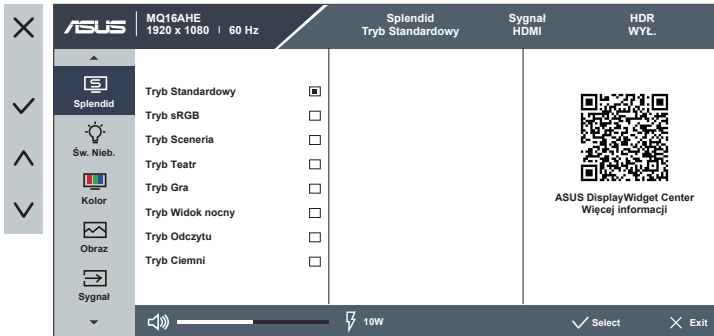 ASUS
MQ16AHE
1920 x 1080 | 60 Hz
Splendid
Tryb Standardowy
Sygnał
HDMI
HDR
WYŁ.
Splendid
Św. Nieb.
Kolor
Obraz
Sygnał
Tryb Standardowy
Tryb sRGB
Tryb Sceneria
Tryb Teatr
Tryb Gra
Tryb Widok nocny
Tryb Odczytu
Tryb Ciemni
ASUS DisplayWidget Center
Więcej informacji
10W
Select
Exit